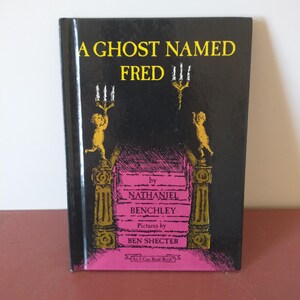 A GHOST NAMED
FRED
by
NATHANIEL
BENCHLEY
Pictures by
BEN SHECTER
An I Can Read Book